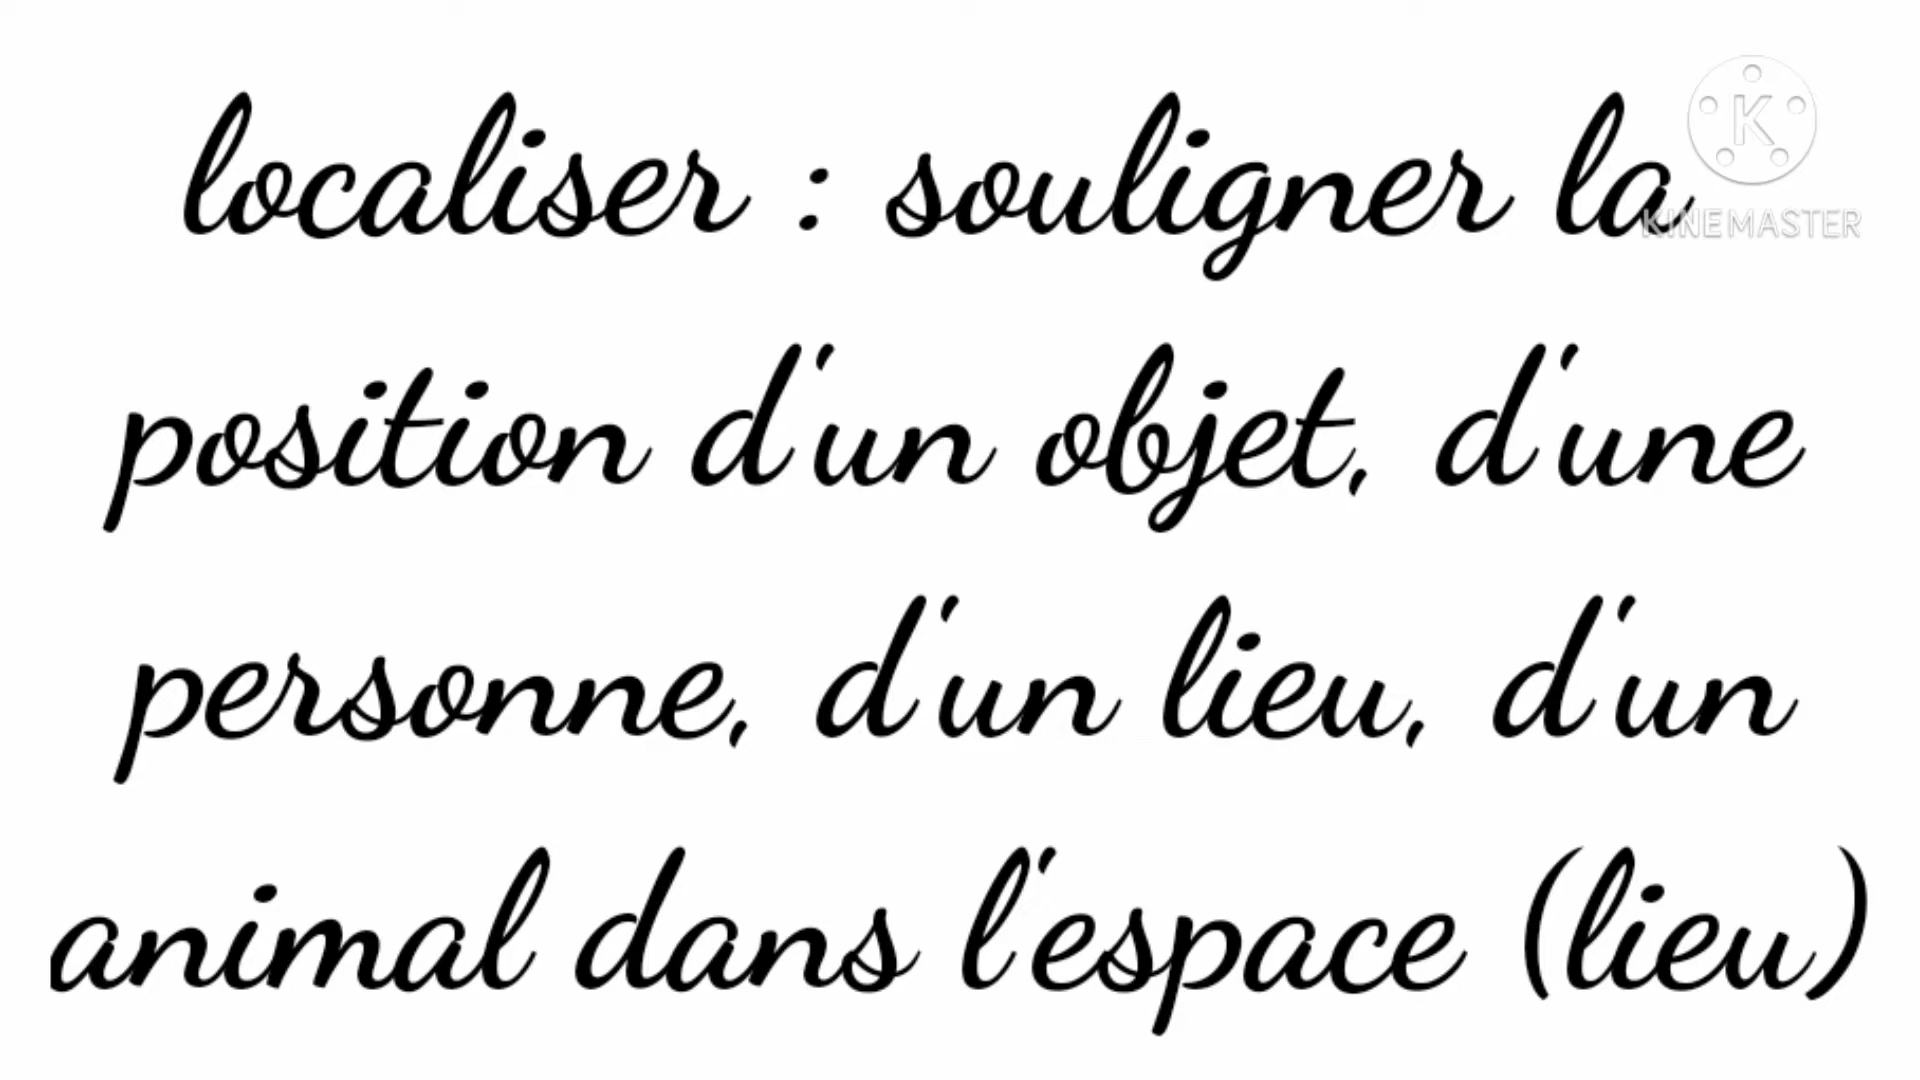 localiser : souligner la
position d'un objet, d'une
personne, d'un lieu, d'un
animal dans l'espace (lieu)
K
KINEMASTER